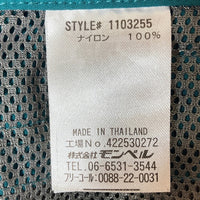 STYLE# 1103255
ナイロン 100%
MADE IN THAILAND
工場No.422530272
株式会社 モンベル
TEL. 06-6531-3544
フリーコール:0088-22-0031